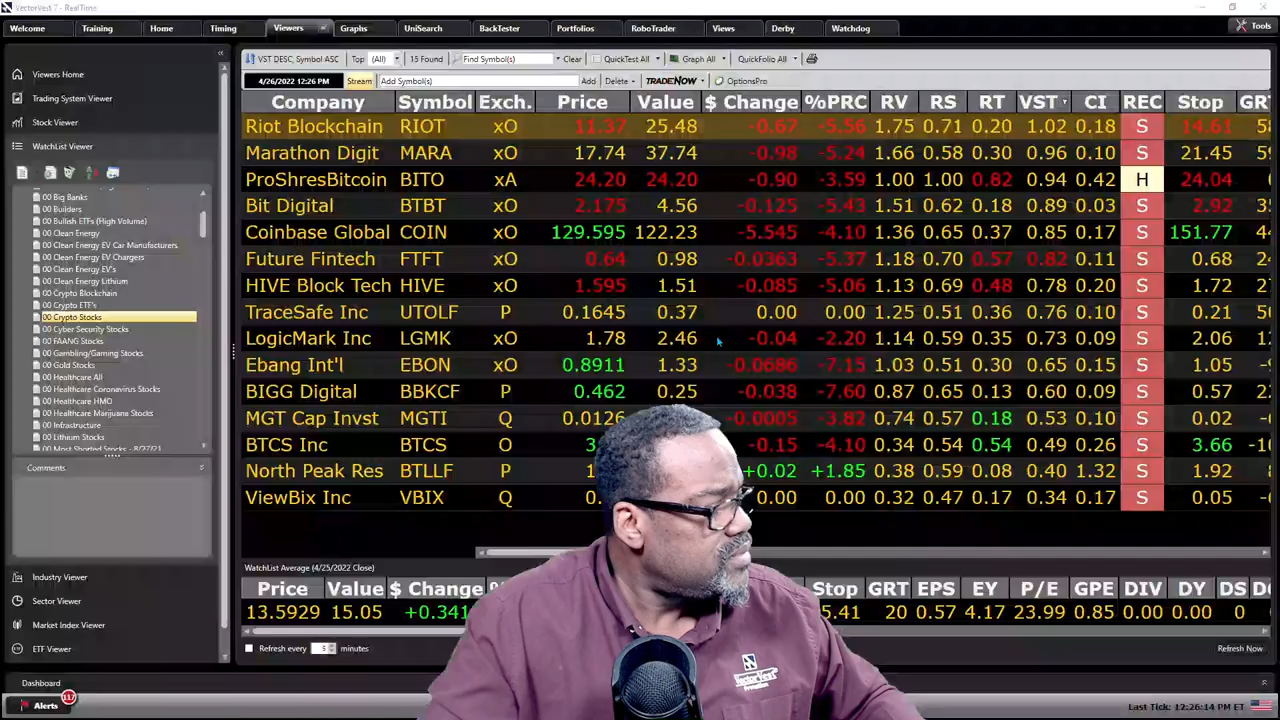 VectorVest 7 - RealTime
Welcome Training Home Timing Viewers Graphs UniSearch BackTester Portfolios RoboTrader Views Derby Watchdog Tools
Viewers Home
Trading System Viewer
Stock Viewer
WatchList Viewer
00 Big Banks
00 Builders
00 Bullish ETFs (High Volume)
00 Clean Energy
00 Clean Energy EV Car Manufacturers
00 Clean Energy EV Chargers
00 Clean Energy EV's
00 Clean Energy Lithium
00 Crypto Blockchain
00 Crypto ETF's
00 Crypto Stocks
00 Cyber Security Stocks
00 FAANG Stocks
00 Gambling/Gaming Stocks
00 Gold Stocks
00 Healthcare All
00 Healthcare Coronavirus Stocks
00 Healthcare HMO
00 Healthcare Marijuana Stocks
00 Infrastructure
00 Lithium Stocks
00 Most Shorted Stocks - 8/27/21
Comments
Industry Viewer
Sector Viewer
Market Index Viewer
ETF Viewer
Dashboard
117
Alerts
VST DESC, Symbol ASC Top (All) 15 Found Find Symbol(s) Clear QuickTest All Graph All QuickFolio All
4/26/2022 12:26 PM Stream Add Symbol(s) Add Delete TRADENOW OptionsPro
Company Symbol Exch. Price Value $ Change %PRC RV RS RT VST CI REC Stop GRT
Riot Blockchain RIOT xO 11.37 25.48 -0.67 -5.56 1.75 0.71 0.20 1.02 0.18 S 14.61
Marathon Digit MARA xO 17.74 37.74 -0.98 -5.24 1.66 0.58 0.30 0.96 0.10 S 21.45
ProShresBitcoin BITO xA 24.20 24.20 -0.90 -3.59 1.00 1.00 0.82 0.94 0.42 H 24.04
Bit Digital BTBT xO 2.175 4.56 -0.125 -5.43 1.51 0.62 0.18 0.89 0.03 S 2.92
Coinbase Global COIN xO 129.595 122.23 -5.545 -4.10 1.36 0.65 0.37 0.85 0.17 S 151.77
Future Fintech FTFT xO 0.64 0.98 -0.0363 -5.37 1.18 0.70 0.57 0.82 0.11 S 0.68
HIVE Block Tech HIVE xO 1.595 1.51 -0.085 -5.06 1.13 0.69 0.48 0.78 0.20 S 1.72
TraceSafe Inc UTOLF P 0.1645 0.37 0.00 0.00 1.25 0.51 0.33 0.76 0.10 S 0.21
LogicMark Inc LGMK xO 1.78 2.46 -0.04 -2.20 1.14 0.59 0.35 0.73 0.09 S 2.06
Ebang Int'l EBON xO 0.8911 1.33 -0.0686 -7.15 1.03 0.51 0.30 0.65 0.09 S 1.05
BIGG Digital BBKCF P 0.462 0.25 -0.038 -7.60 0.87 0.65 0.13 0.60 0.09 S 0.57
MGT Cap Invst MGTI Q 0.0126 -0.0005 -3.82 0.74 0.57 0.18 0.53 0.10 S 0.02
BTCS Inc BTCS O -0.15 -4.10 0.34 0.54 0.54 0.49 0.26 S 3.66
North Peak Res BTLLF P +0.02 +1.85 0.38 0.59 0.08 0.40 1.32 S 1.92
ViewBix Inc VBIX Q 0.00 0.00 0.32 0.47 0.17 0.34 0.17 S 0.05
WatchList Average (4/25/2022 Close)
Price Value $ Change Stop GRT EPS EY P/E GPE DIV DY DS
13.5929 15.05 +0.341 5.41 20 0.57 4.17 23.99 0.85 0.00 0.00 0
Refresh every 5 minutes Refresh Now
VectorVest
Last Tick: 12:26:14 PM ET